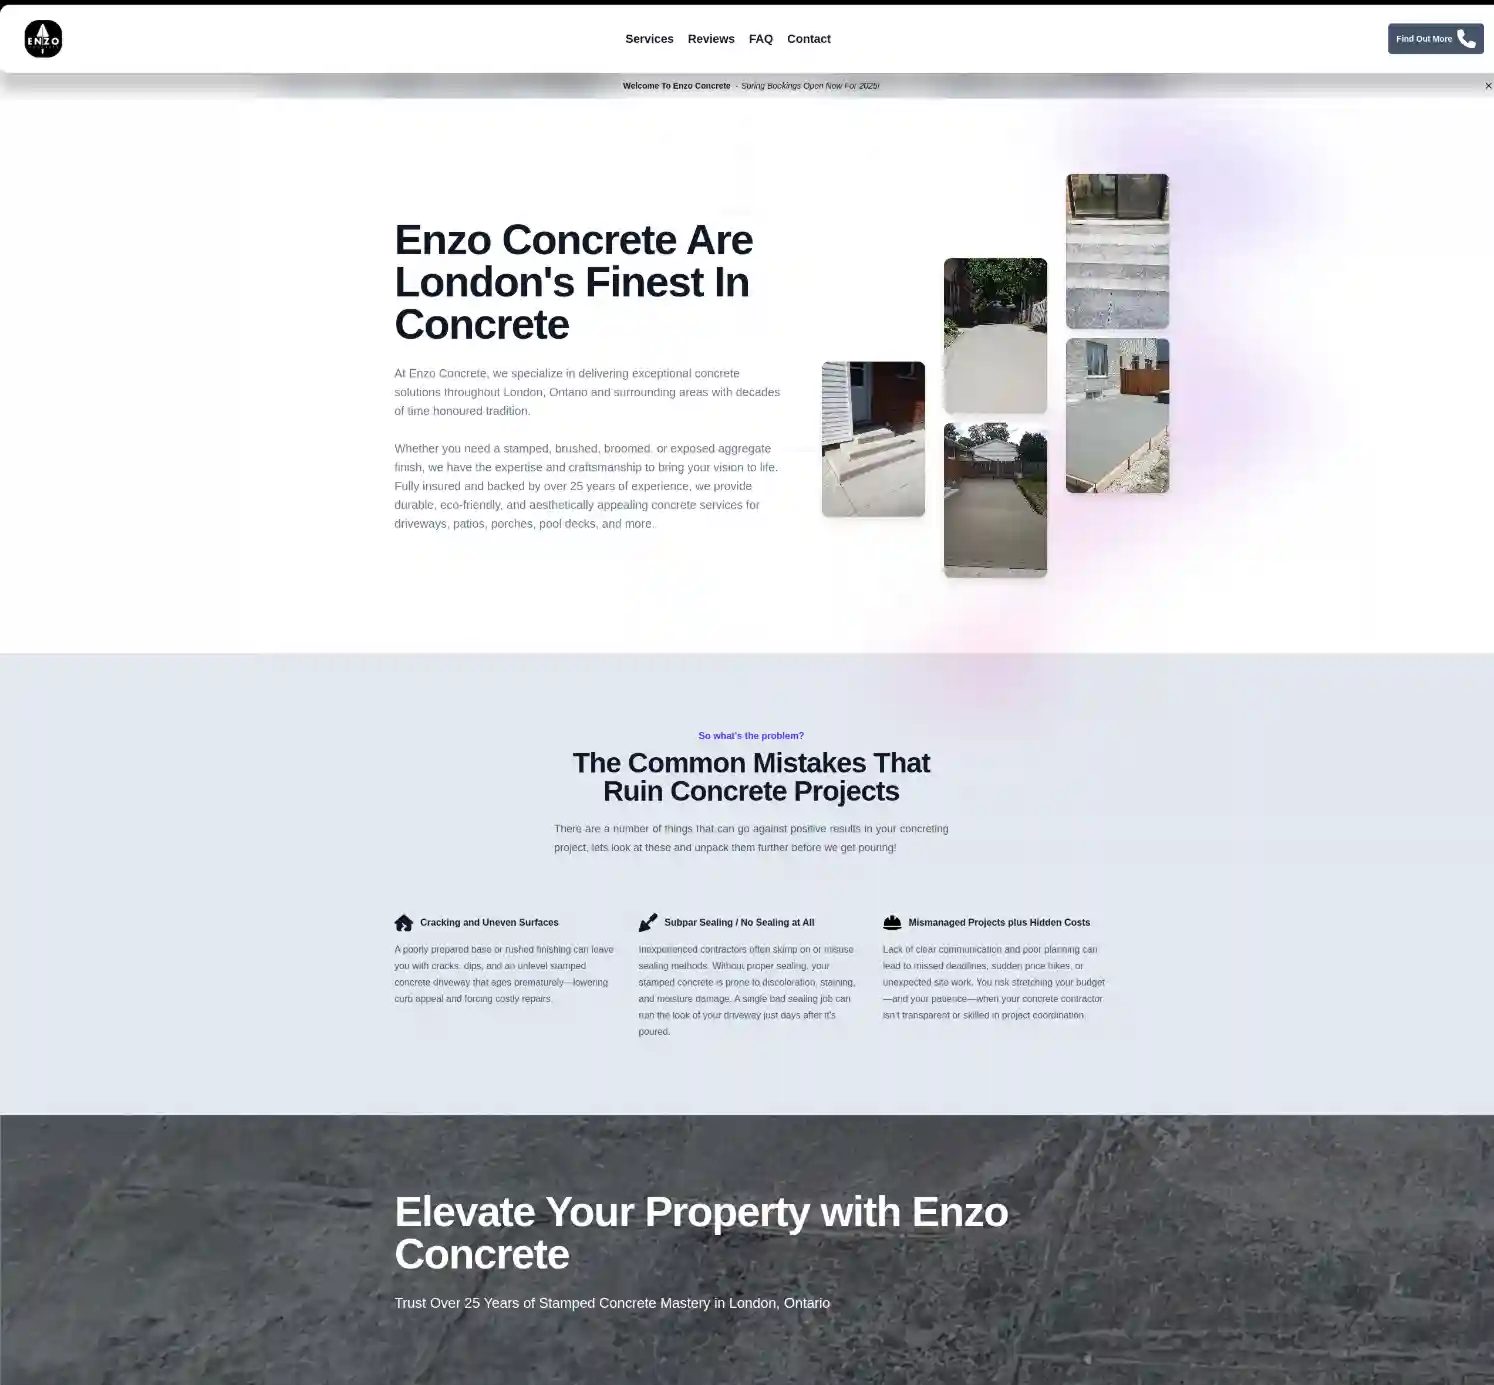 ENZO
Services Reviews FAQ Contact
Find Out More
Welcome To Enzo Concrete - Spring Bookings Open Now For 2025!
Enzo Concrete Are
London's Finest In
Concrete
At Enzo Concrete, we specialize in delivering exceptional concrete
solutions throughout London, Ontario and surrounding areas with decades
of time honoured tradition.
Whether you need a stamped, brushed, broomed, or exposed aggregate
finish, we have the expertise and craftsmanship to bring your vision to life.
Fully insured and backed by over 25 years of experience, we provide
durable, eco-friendly, and aesthetically appealing concrete services for
driveways, patios, porches, pool decks, and more.
So what's the problem?
The Common Mistakes That
Ruin Concrete Projects
There are a number of things that can go against positive results in your concreting
project, lets look at these and unpack them further before we get pouring!
Cracking and Uneven Surfaces
A poorly prepared base or rushed finishing can leave
you with cracks, dips, and an unlevel stamped
concrete driveway that ages prematurely—lowering
curb appeal and forcing costly repairs.
Subpar Sealing / No Sealing at All
Inexperienced contractors often skimp on or misuse
sealing methods. Without proper sealing, your
stamped concrete is prone to discoloration, staining,
and moisture damage. A single bad sealing job can
ruin the look of your driveway just days after it's
poured.
Mismanaged Projects plus Hidden Costs
Lack of clear communication and poor planning can
lead to missed deadlines, sudden price hikes, or
unexpected site work. You risk stretching your budget
—and your patience—when your concrete contractor
isn't transparent or skilled in project coordination.
Elevate Your Property with Enzo
Concrete
Trust Over 25 Years of Stamped Concrete Mastery in London, Ontario